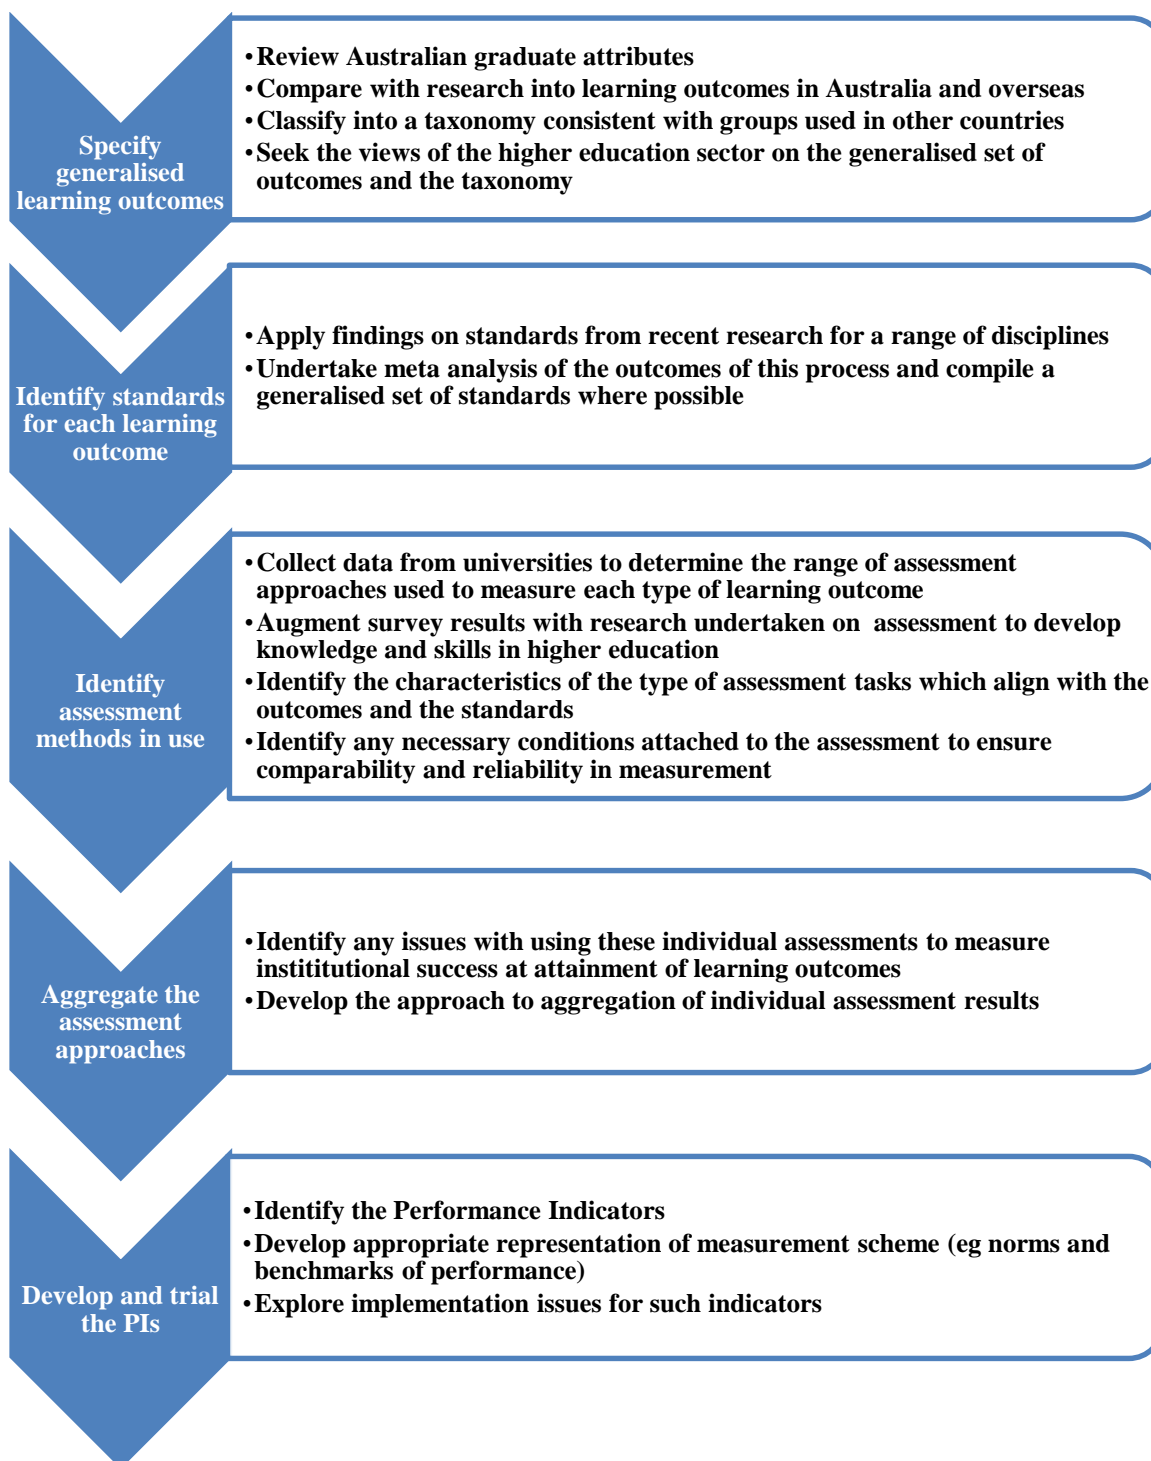 Specify
generalised
learning outcomes
•Review Australian graduate attributes
•Compare with research into learning outcomes in Australia and overseas
•Classify into a taxonomy consistent with groups used in other countries
•Seek the views of the higher education sector on the generalised set of
outcomes and the taxonomy
Identify standards
for each learning
outcome
•Apply findings on standards from recent research for a range of disciplines
•Undertake meta analysis of the outcomes of this process and compile a
generalised set of standards where possible
Identify
assessment
methods in use
•Collect data from universities to determine the range of assessment
approaches used to measure each type of learning outcome
•Augment survey results with research undertaken on  assessment to develop
knowledge and skills in higher education
•Identify the characteristics of the type of assessment tasks which align with the
outcomes and the standards
•Identify any necessary conditions attached to the assessment to ensure
comparability and reliability in measurement
Aggregate the
assessment
approaches
•Identify any issues with using these individual assessments to measure
instititutional success at attainment of learning outcomes
•Develop the approach to aggregation of individual assessment results
Develop and trial
the PIs
•Identify the Performance Indicators
•Develop appropriate representation of measurement scheme (eg norms and
benchmarks of performance)
•Explore implementation issues for such indicators